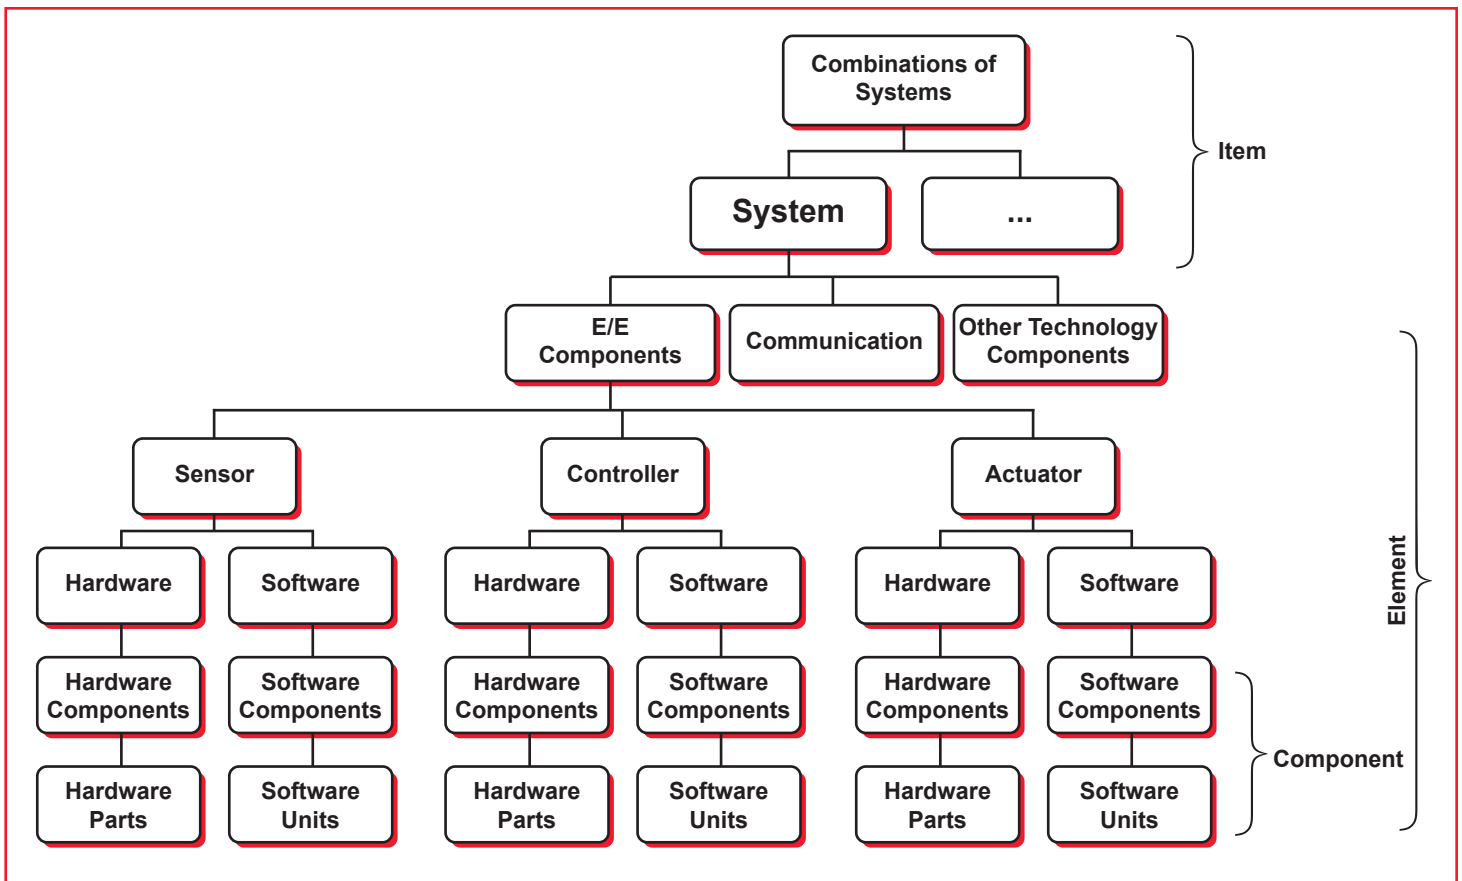 Combinations of
Systems
Item
System
...
E/E
Components
Communication
Other Technology
Components
Sensor
Controller
Actuator
Hardware
Software
Hardware
Software
Hardware
Software
Element
Hardware
Components
Software
Components
Hardware
Components
Software
Components
Hardware
Components
Software
Components
Component
Hardware
Parts
Software
Units
Hardware
Parts
Software
Units
Hardware
Parts
Software
Units